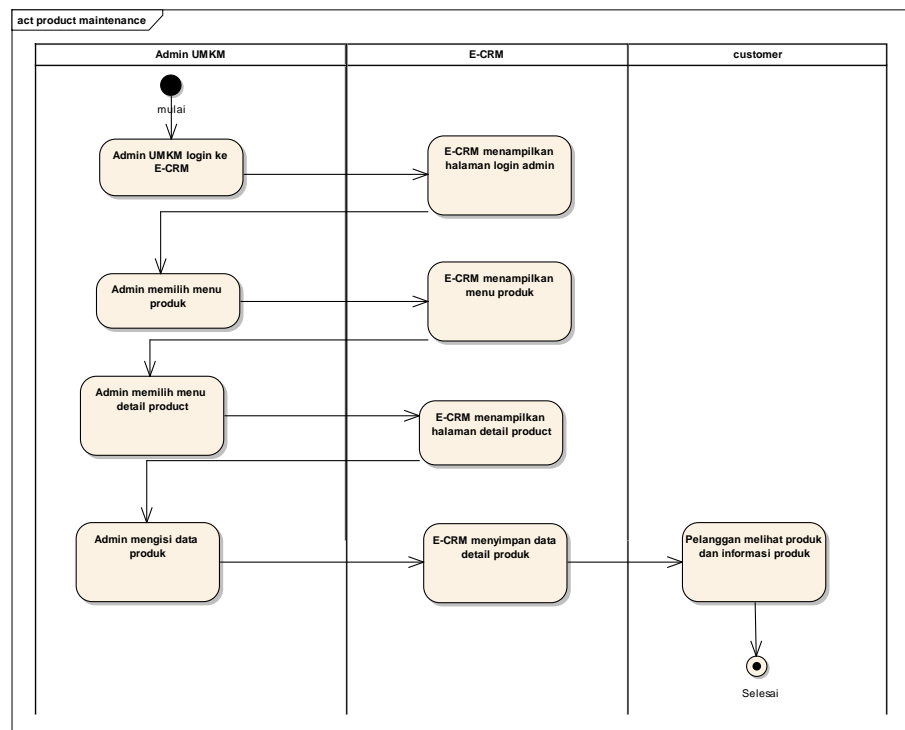 act product maintenance
Admin UMKM
E-CRM
customer
mulai
Admin UMKM login ke
E-CRM
E-CRM menampilkan
halaman login admin
Admin memilih menu
produk
E-CRM menampilkan
menu produk
Admin memilih menu
detail product
E-CRM menampilkan
halaman detail product
Admin mengisi data
produk
E-CRM menyimpan data
detail produk
Pelanggan melihat produk
dan informasi produk
Selesai